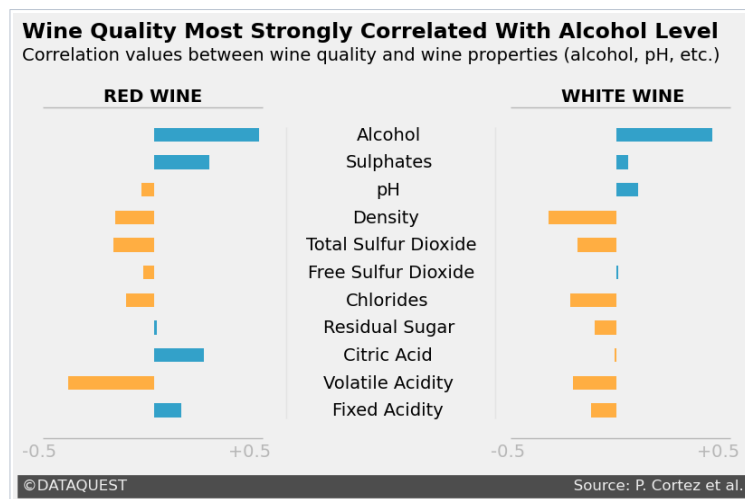 Wine Quality Most Strongly Correlated With Alcohol Level
Correlation values between wine quality and wine properties (alcohol, pH, etc.)
RED WINE
WHITE WINE
Alcohol
Sulphates
pH
Density
Total Sulfur Dioxide
Free Sulfur Dioxide
Chlorides
Residual Sugar
Citric Acid
Volatile Acidity
Fixed Acidity
-0.5 +0.5
-0.5 +0.5
©DATAQUEST
Source: P. Cortez et al.